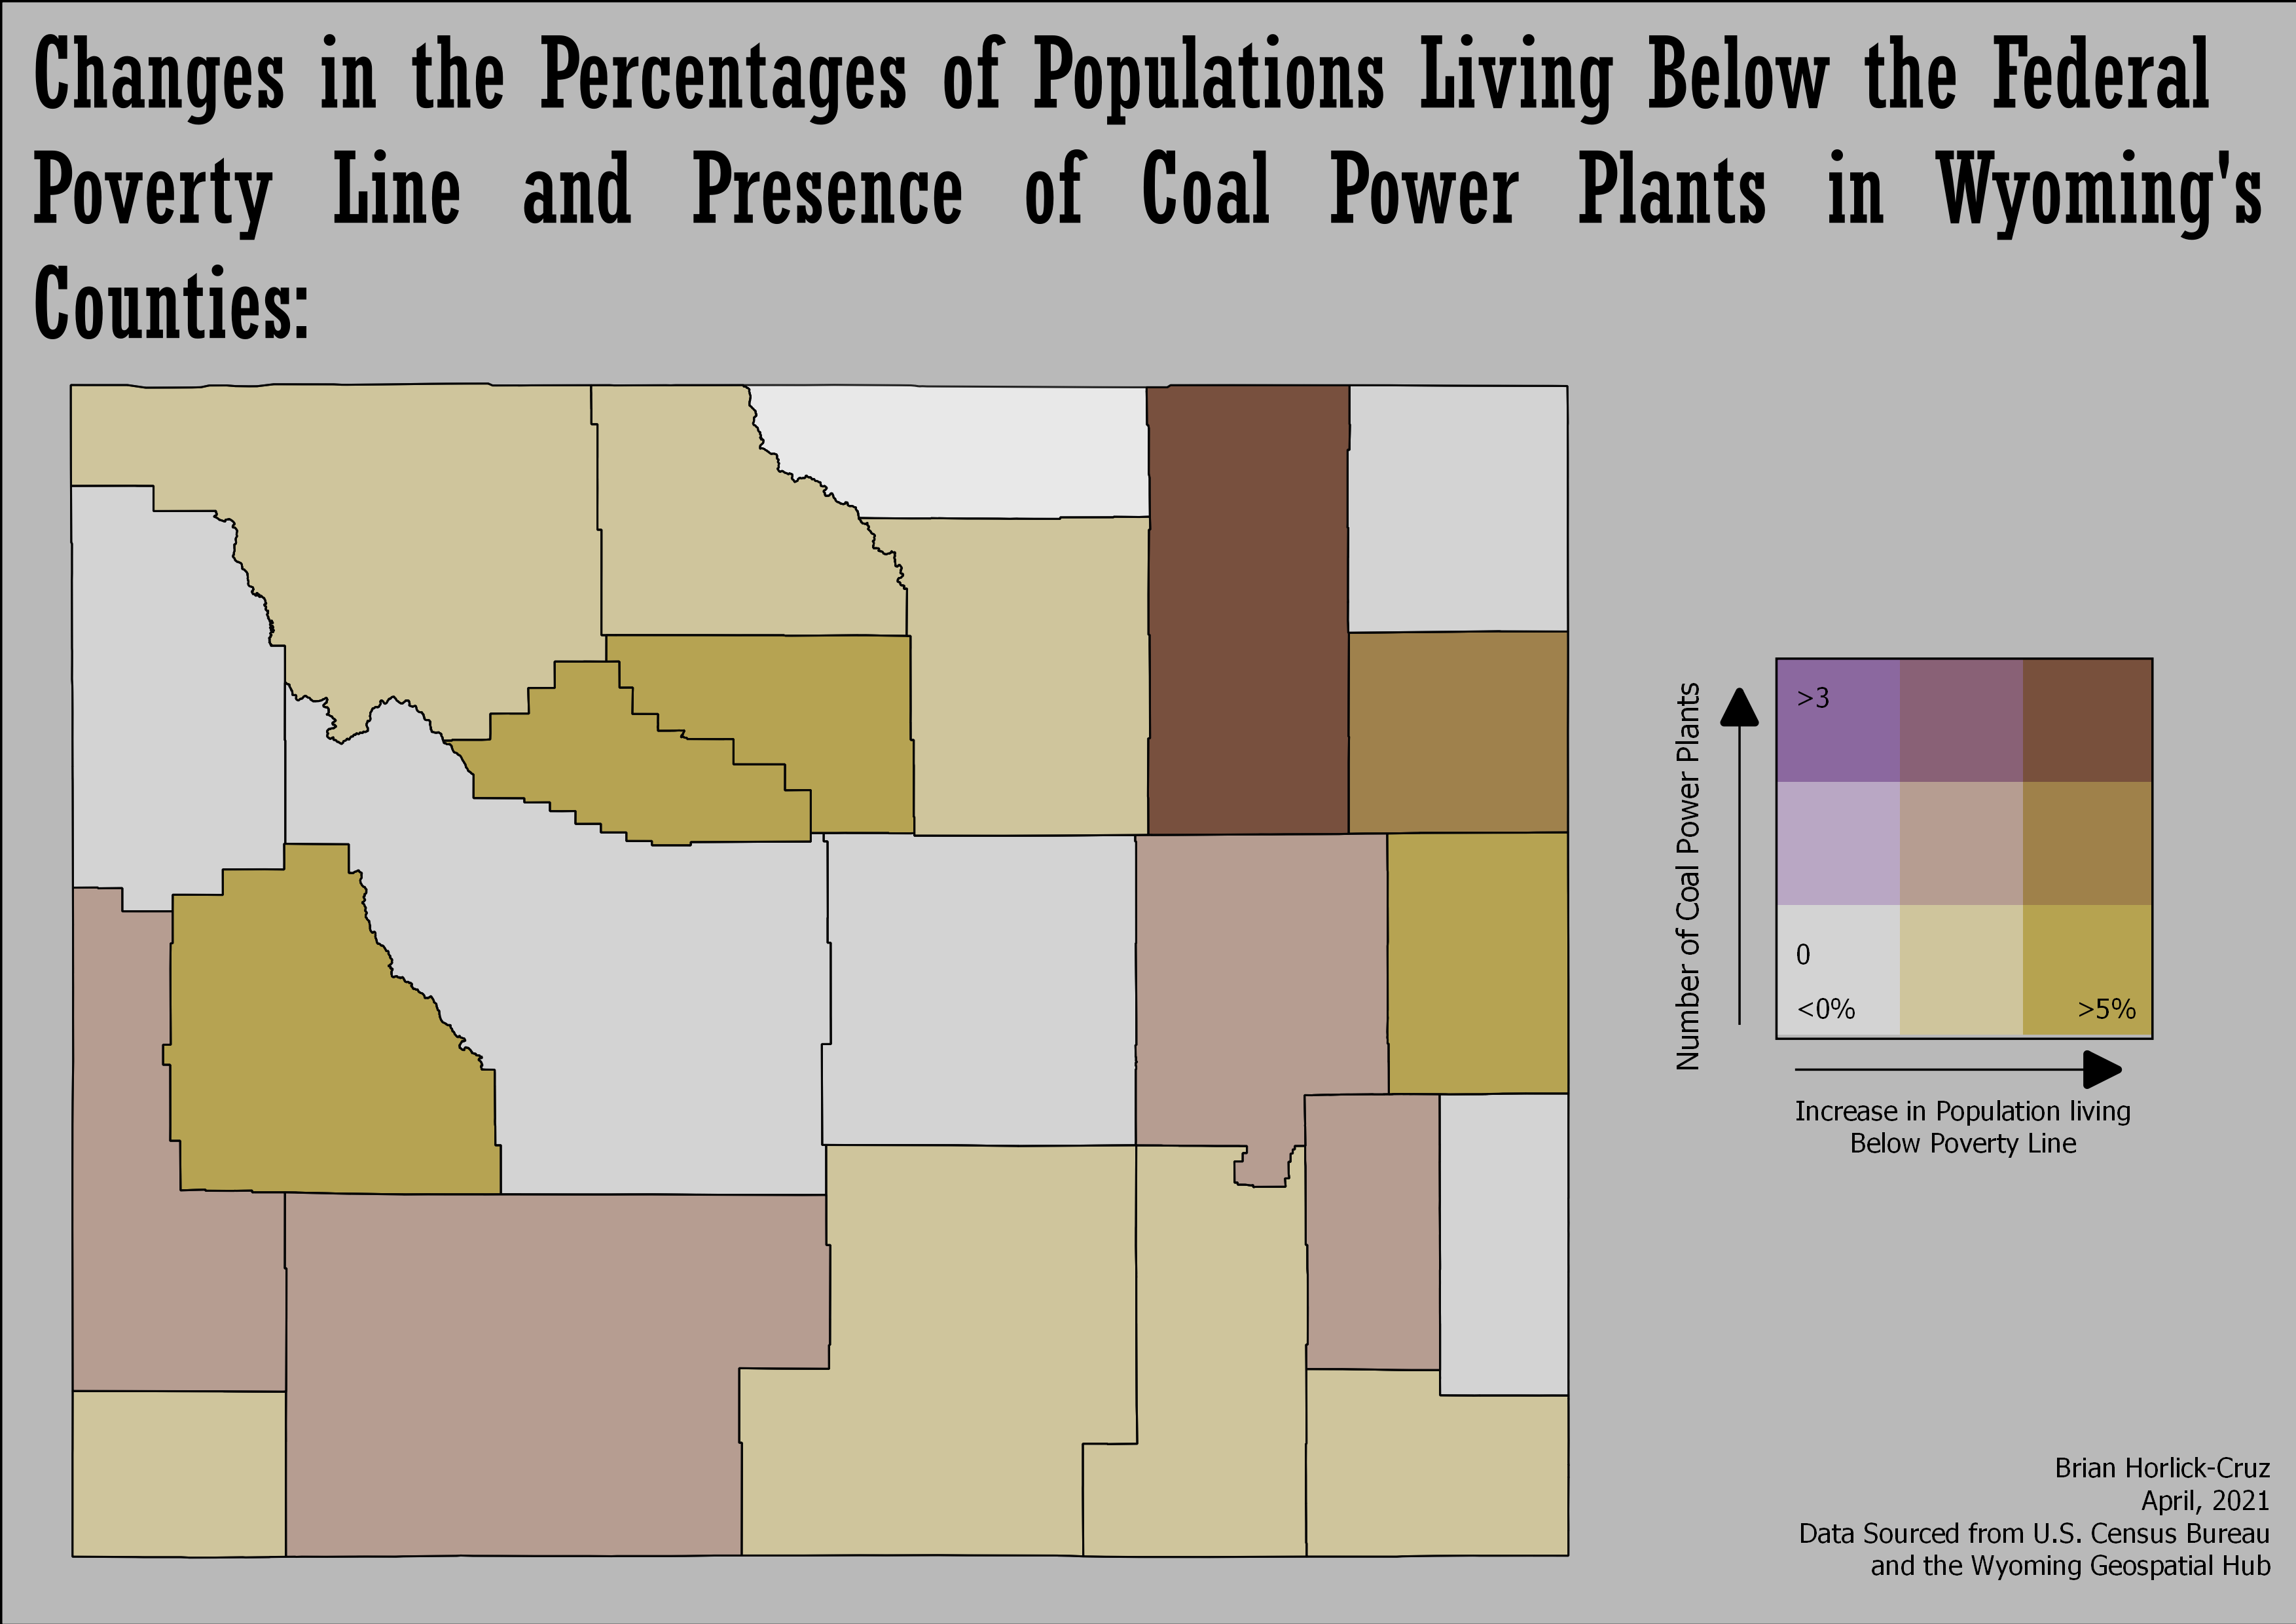 Changes in the Percentages of Populations Living Below the Federal
Poverty Line and Presence of Coal Power Plants in Wyoming's
Counties:
Number of Coal Power Plants
>3
0
<0%
>5%
Increase in Population living
Below Poverty Line
Brian Horlick-Cruz
April, 2021
Data Sourced from U.S. Census Bureau
and the Wyoming Geospatial Hub